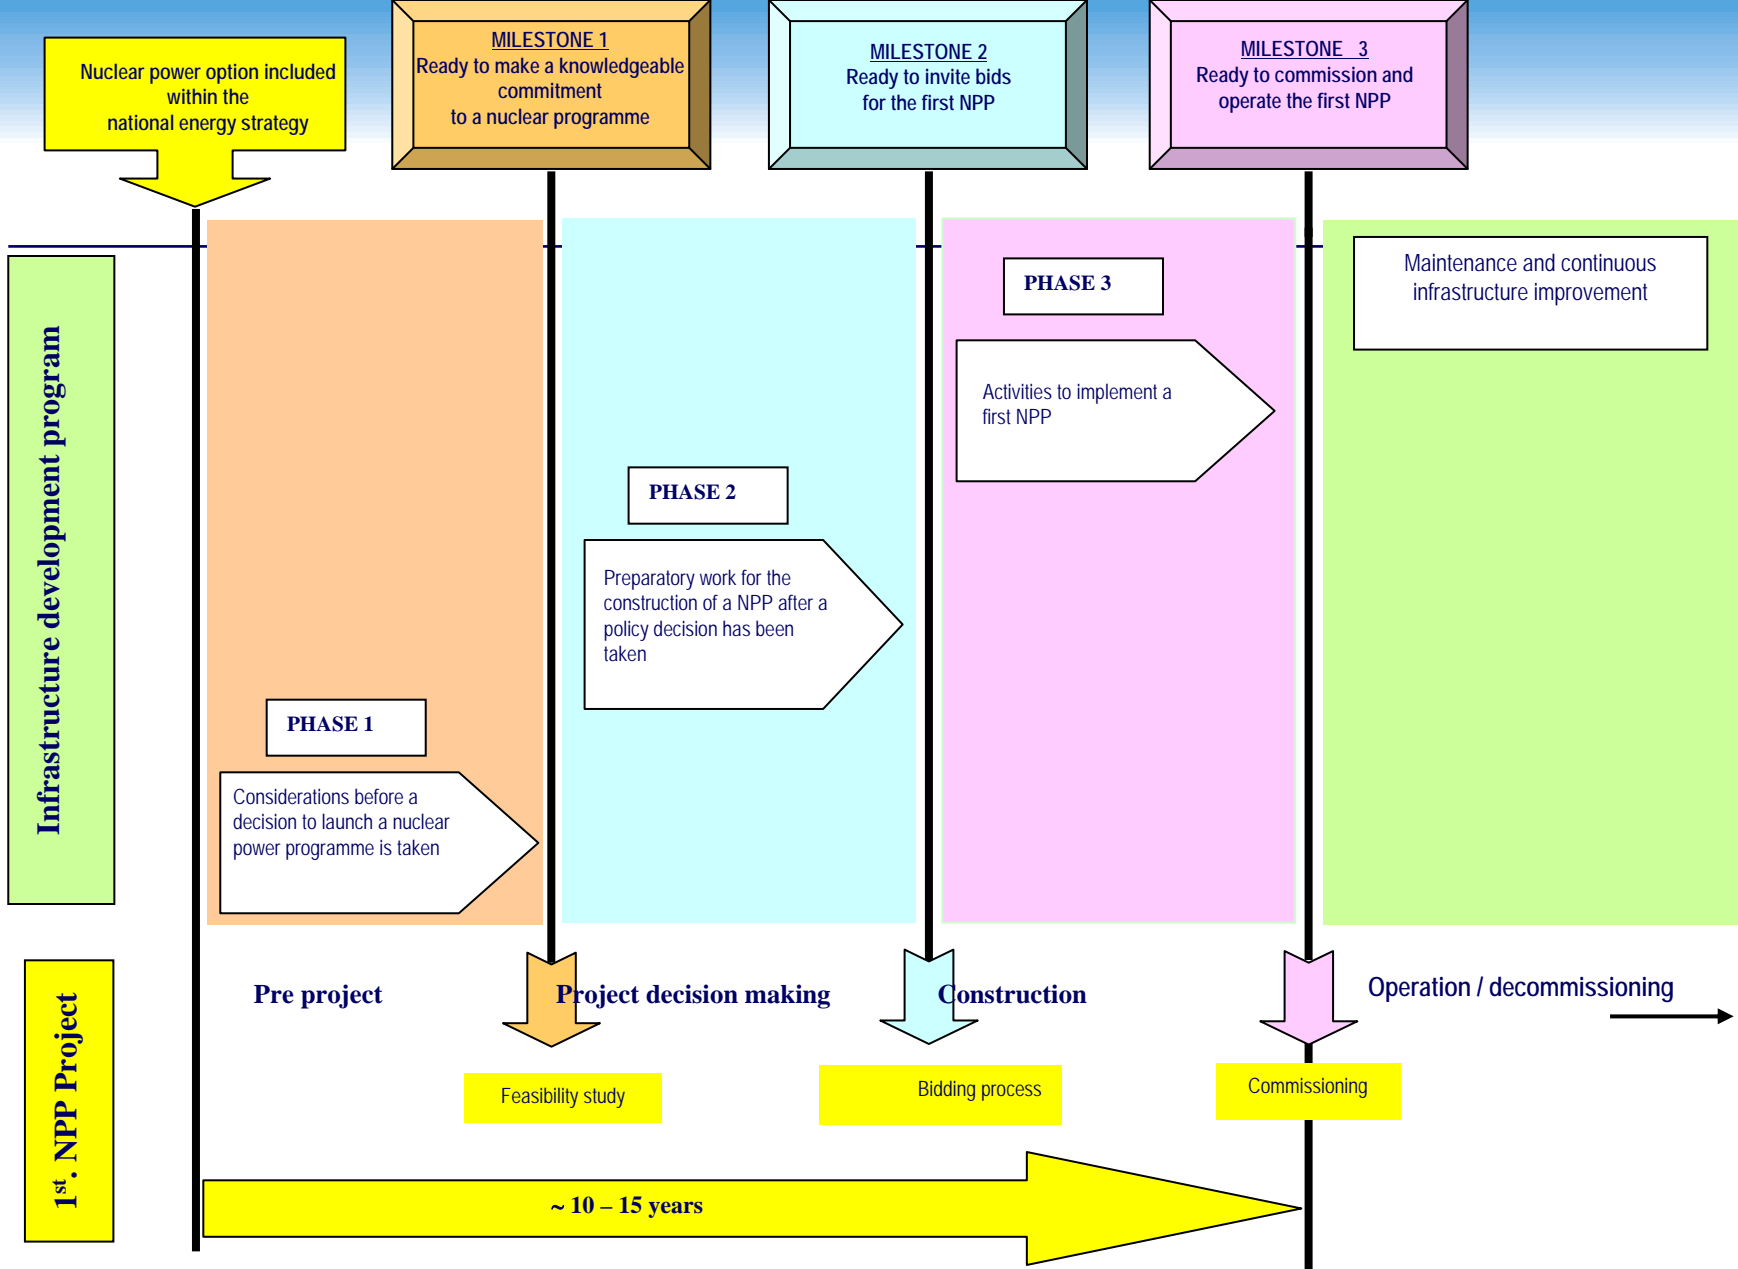 Nuclear power option included
within the
national energy strategy
MILESTONE 1
Ready to make a knowledgeable
commitment
to a nuclear programme
MILESTONE 2
Ready to invite bids
for the first NPP
MILESTONE 3
Ready to commission and
operate the first NPP
Infrastructure development program
PHASE 1
Considerations before a
decision to launch a nuclear
power programme is taken
PHASE 2
Preparatory work for the
construction of a NPP after a
policy decision has been
taken
PHASE 3
Activities to implement a
first NPP
Maintenance and continuous
infrastructure improvement
1st. NPP Project
Pre project
Project decision making
Construction
Operation / decommissioning
Feasibility study
Bidding process
Commissioning
~ 10 – 15 years